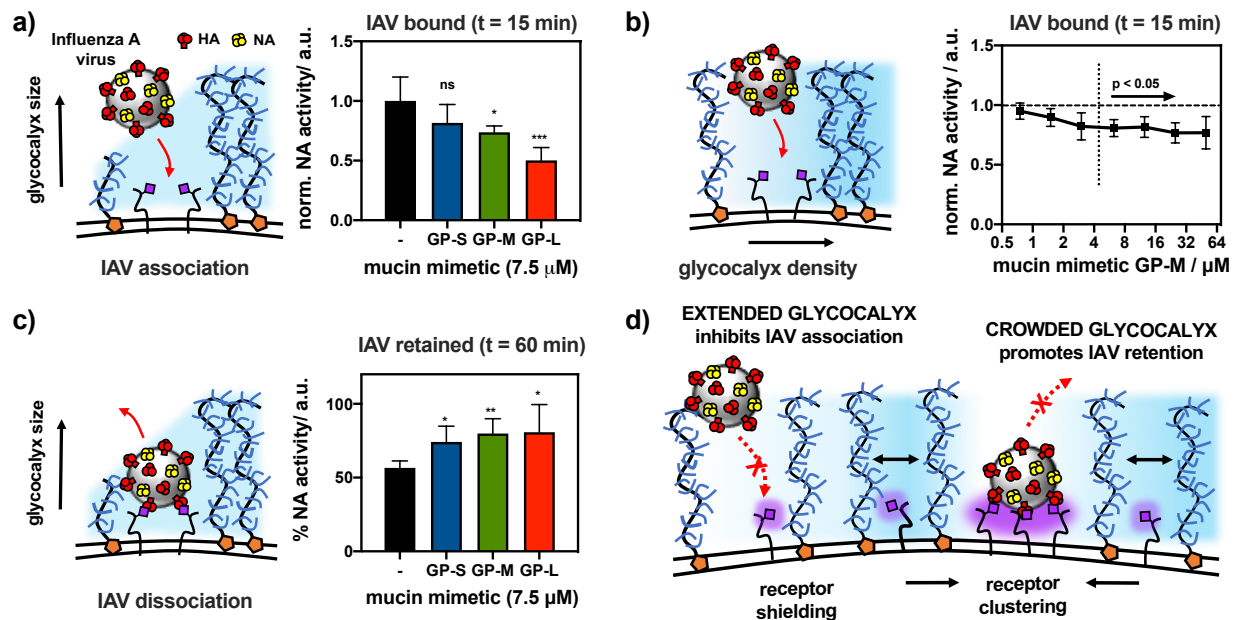 a)
Influenza A
virus
HA
NA
glycocalyx size
IAV association
IAV bound (t = 15 min)
norm. NA activity/ a.u.
1.5
1.0
0.5
0.0
ns
*
***
-
GP-S
GP-M
GP-L
mucin mimetic (7.5 μM)
b)
glycocalyx density
IAV bound (t = 15 min)
norm. NA activity / a.u.
1.5
1.0
0.5
0.0
p < 0.05
0.5 1 2 4 8 16 32 64
mucin mimetic GP-M / μM
c)
glycocalyx size
IAV dissociation
IAV retained (t = 60 min)
% NA activity/ a.u.
100
50
0
*
**
*
-
GP-S
GP-M
GP-L
mucin mimetic (7.5 μM)
d)
EXTENDED GLYCOCALYX
inhibits IAV association
CROWDED GLYCOCALYX
promotes IAV retention
receptor
shielding
receptor
clustering